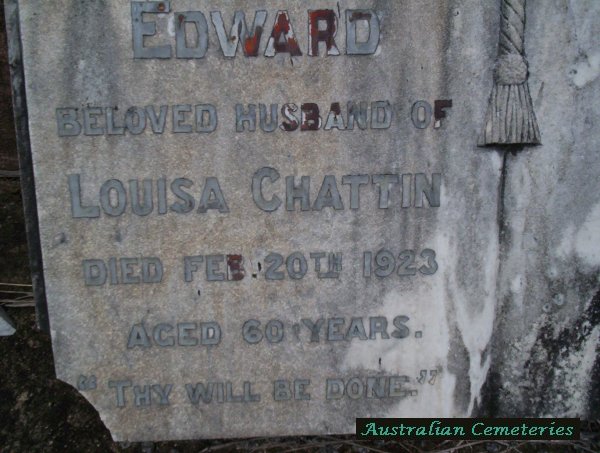 EDWARD
BELOVED HUSBAND OF
LOUISA CHATTIN
DIED FEB. 20TH 1923
AGED 60 YEARS.
"THY WILL BE DONE."
Australian Cemeteries